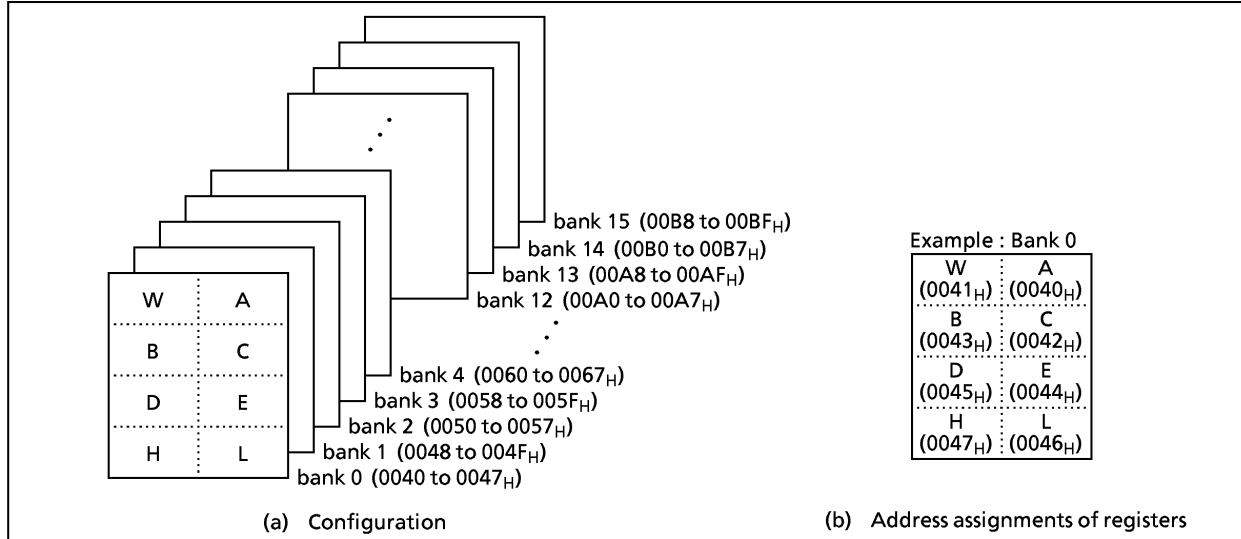 bank 15 (00B8 to 00BFH)
bank 14 (00B0 to 00B7H)
bank 13 (00A8 to 00AFH)
bank 12 (00A0 to 00A7H)
bank 4 (0060 to 0067H)
bank 3 (0058 to 005FH)
bank 2 (0050 to 0057H)
bank 1 (0048 to 004FH)
bank 0 (0040 to 0047H)
W A
B C
D E
H L
(a) Configuration
Example : Bank 0
W A
(0041H) (0040H)
B C
(0043H) (0042H)
D E
(0045H) (0044H)
H L
(0047H) (0046H)
(b) Address assignments of registers